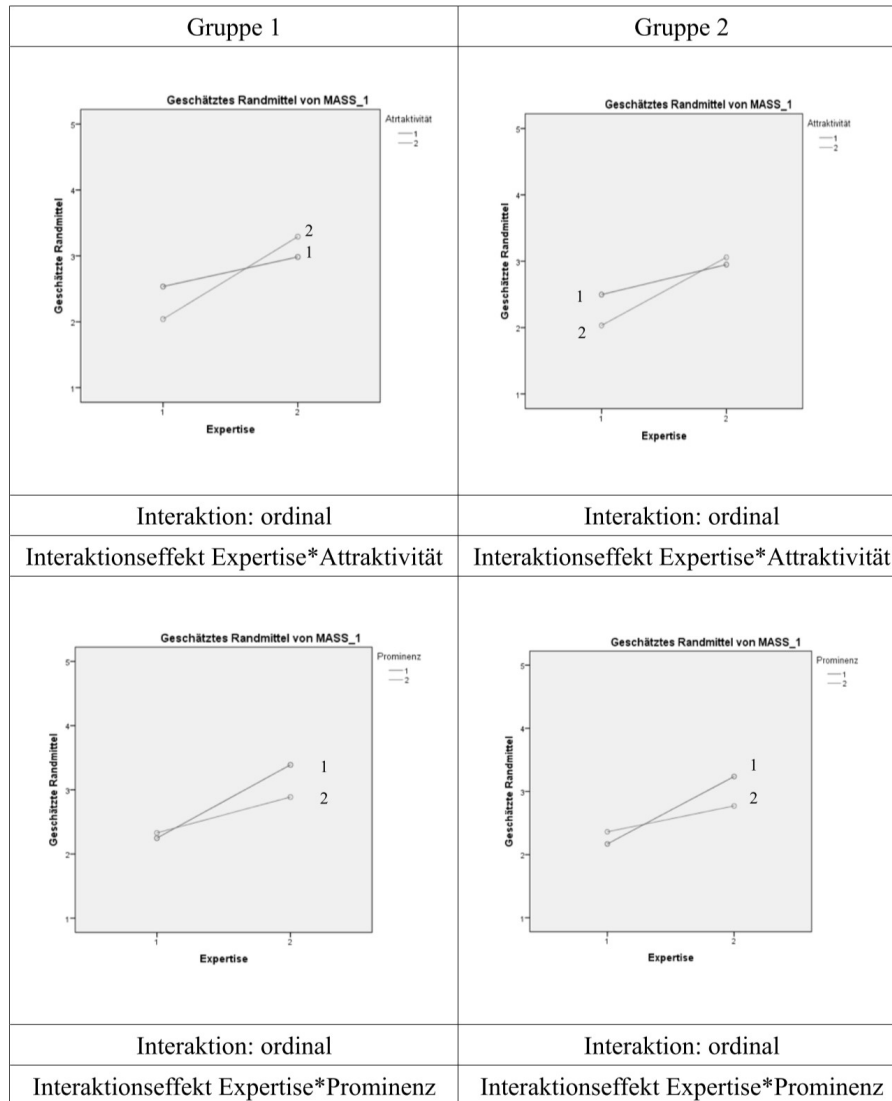 Gruppe 1
Gruppe 2
Geschätztes Randmittel von MASS_1
Atrtaktivität
1
2
5
4
3
2
1
Geschätzte Randmittel
2
1
1
2
Expertise
Geschätztes Randmittel von MASS_1
Attraktivität
1
2
5
4
3
2
1
Geschätzte Randmittel
1
2
1
2
Expertise
Interaktion: ordinal
Interaktion: ordinal
Interaktionseffekt Expertise*Attraktivität
Interaktionseffekt Expertise*Attraktivität
Geschätztes Randmittel von MASS_1
Prominenz
1
2
5
4
3
2
1
Geschätzte Randmittel
1
2
1
2
Expertise
Geschätztes Randmittel von MASS_1
Prominenz
1
2
5
4
3
2
1
Geschätzte Randmittel
1
2
1
2
Expertise
Interaktion: ordinal
Interaktion: ordinal
Interaktionseffekt Expertise*Prominenz
Interaktionseffekt Expertise*Prominenz